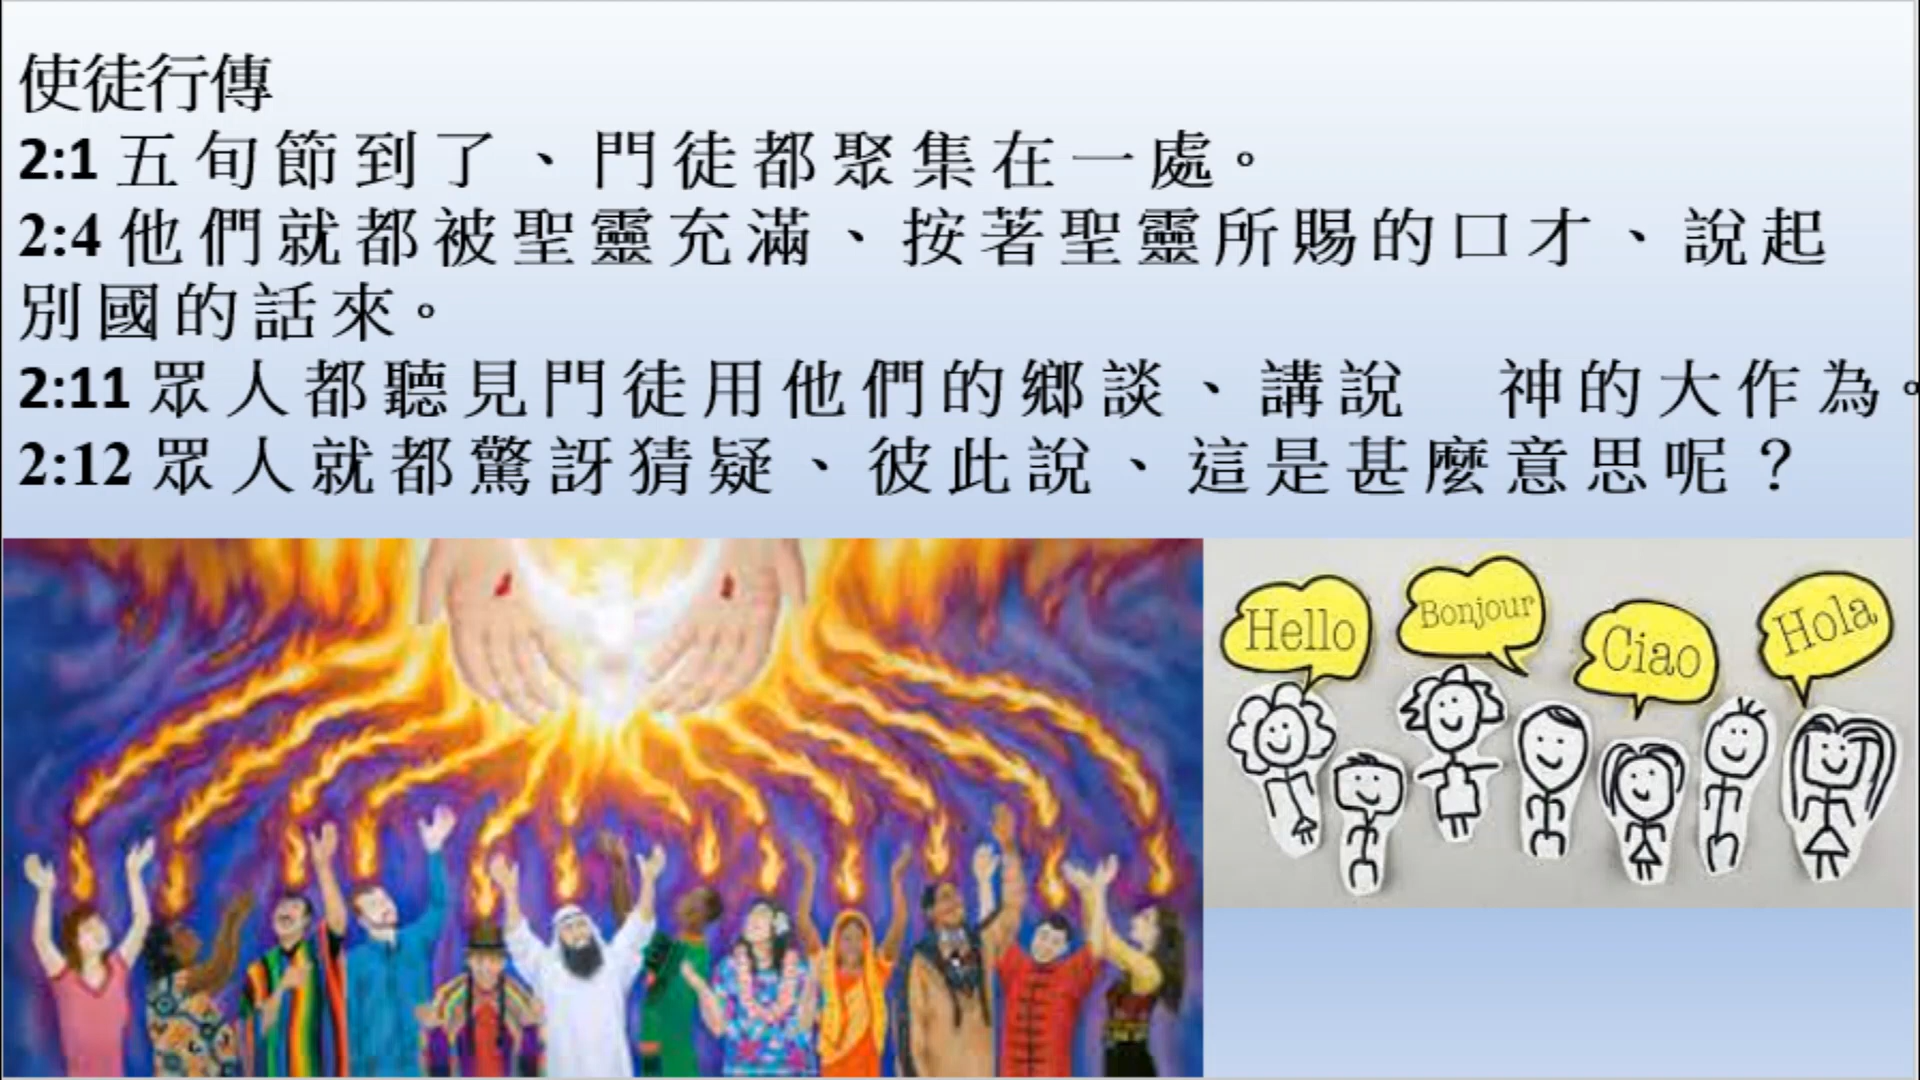 使徒行傳
2:1 五旬節到了、門徒都聚集在一處。
2:4 他們就都被聖靈充滿、按著聖靈所賜的口才、說起
別國的話來。
2:11 眾人都聽見門徒用他們的鄉談、講說　神的大作為。
2:12 眾人就都驚訝猜疑、彼此說、這是甚麼意思呢？
Hello
Bonjour
Ciao
Hola